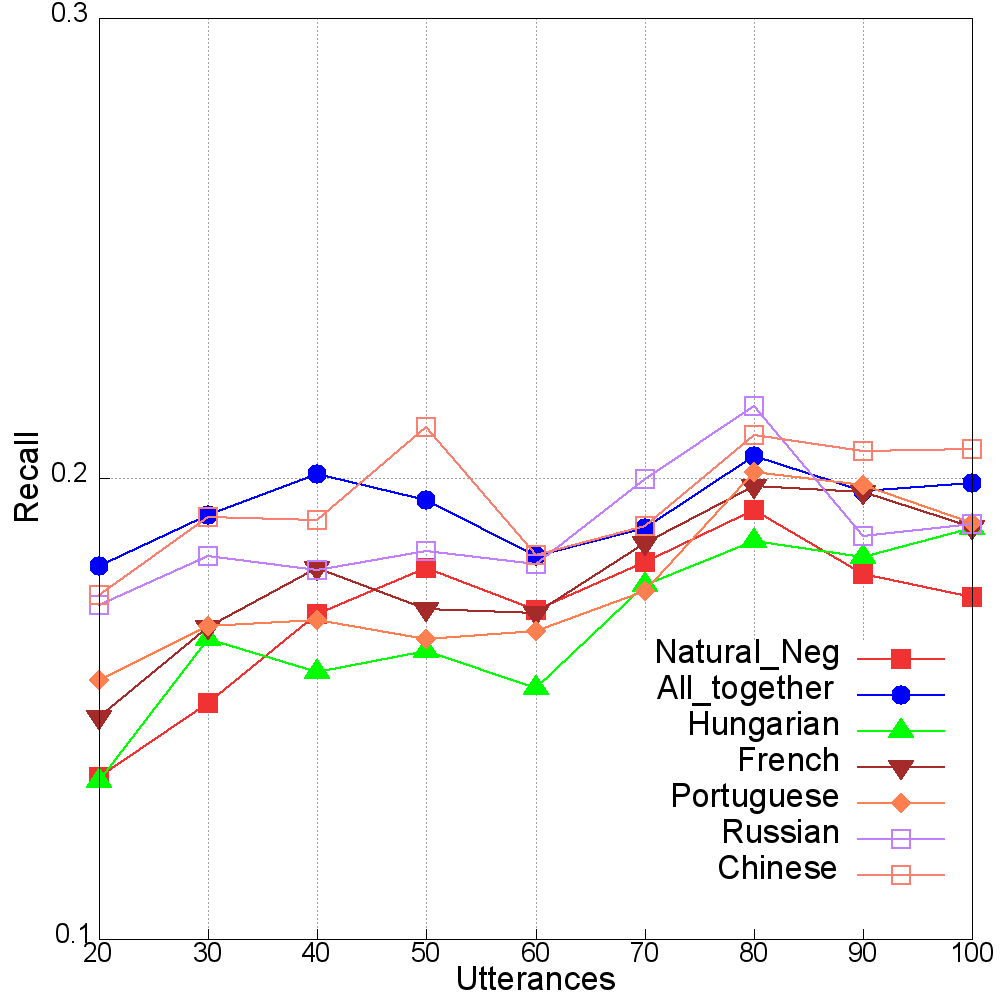 0.3
0.2
0.1
Recall
Natural_Neg
All_together
Hungarian
French
Portuguese
Russian
Chinese
20 30 40 50 60 70 80 90 100
Utterances